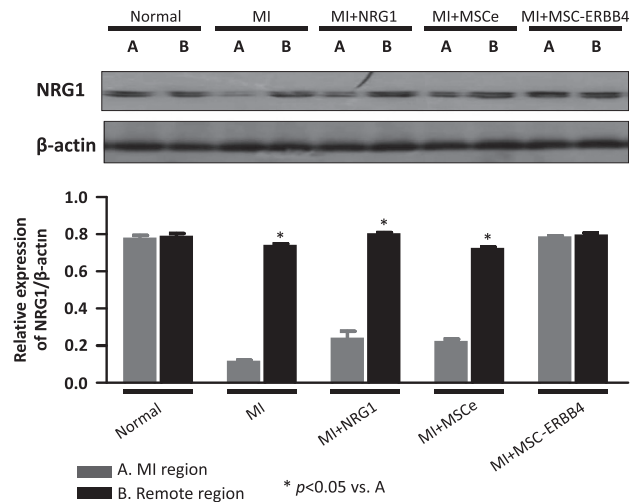 Normal MI MI+NRG1 MI+MSCe MI+MSC-ERBB4
A B A B A B A B A B
NRG1
β-actin
Relative expression
of NRG1/β-actin
1.0
0.8
0.6
0.4
0.2
0.0
* * *
Normal MI MI+NRG1 MI+MSCe MI+MSC-ERBB4
A. MI region
B. Remote region
* p<0.05 vs. A